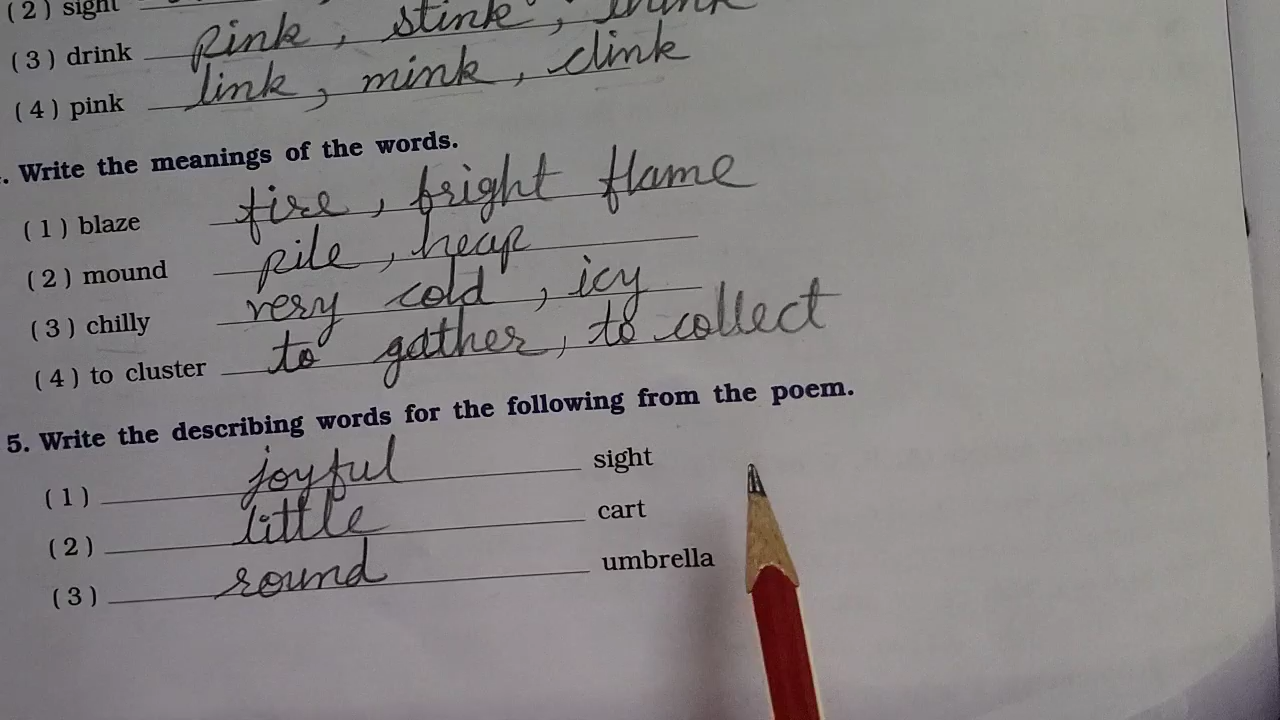 (2) sight
(3) drink pink, stink,
(4) pink link, mink, clink
. Write the meanings of the words.
(1) blaze fire, bright flame
(2) mound pile, heap
(3) chilly very cold, icy
(4) to cluster to gather, to collect
5. Write the describing words for the following from the poem.
(1) joyful sight
(2) little cart
(3) round umbrella